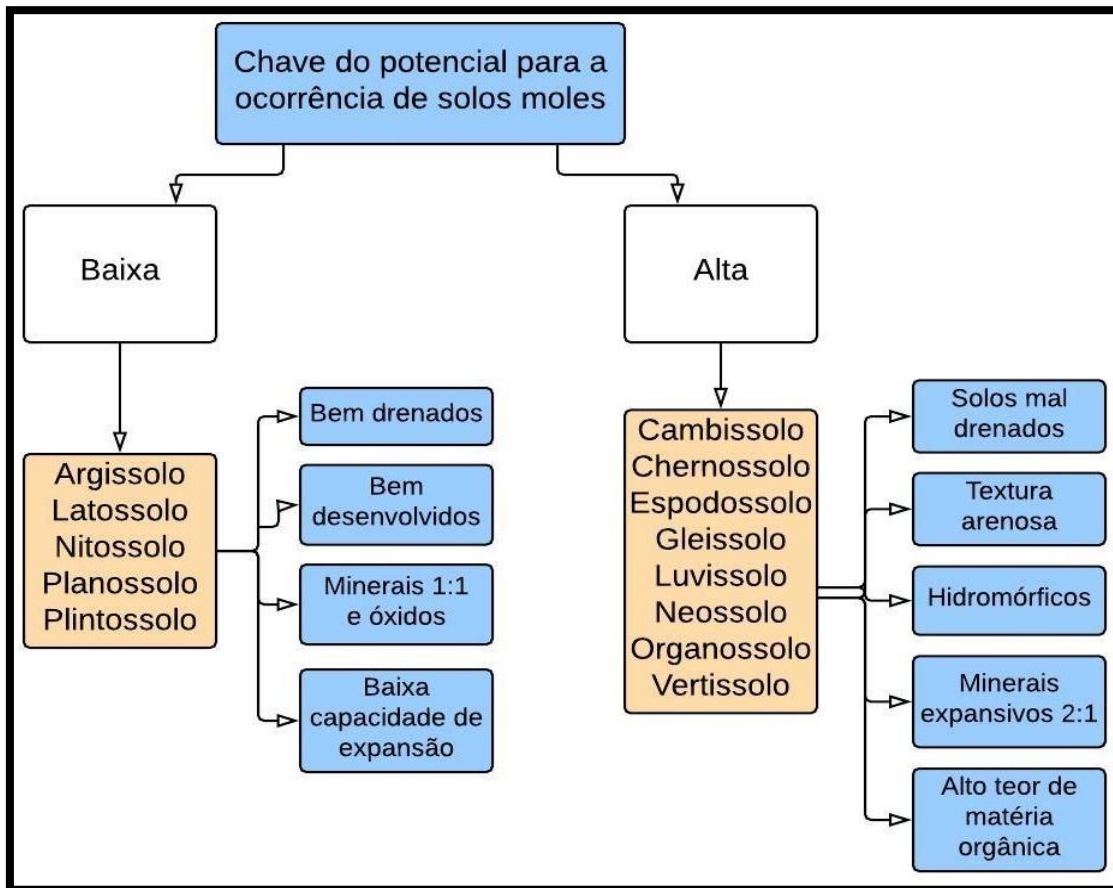 Chave do potencial para a
ocorrência de solos moles
Baixa
Alta
Argissolo
Latossolo
Nitossolo
Planossolo
Plintossolo
Bem drenados
Bem
desenvolvidos
Minerais 1:1
e óxidos
Baixa
capacidade de
expansão
Cambissolo
Chernossolo
Espodossolo
Gleissolo
Luvissolo
Neossolo
Organossolo
Vertissolo
Solos mal
drenados
Textura
arenosa
Hidromórficos
Minerais
expansivos 2:1
Alto teor de
matéria
orgânica